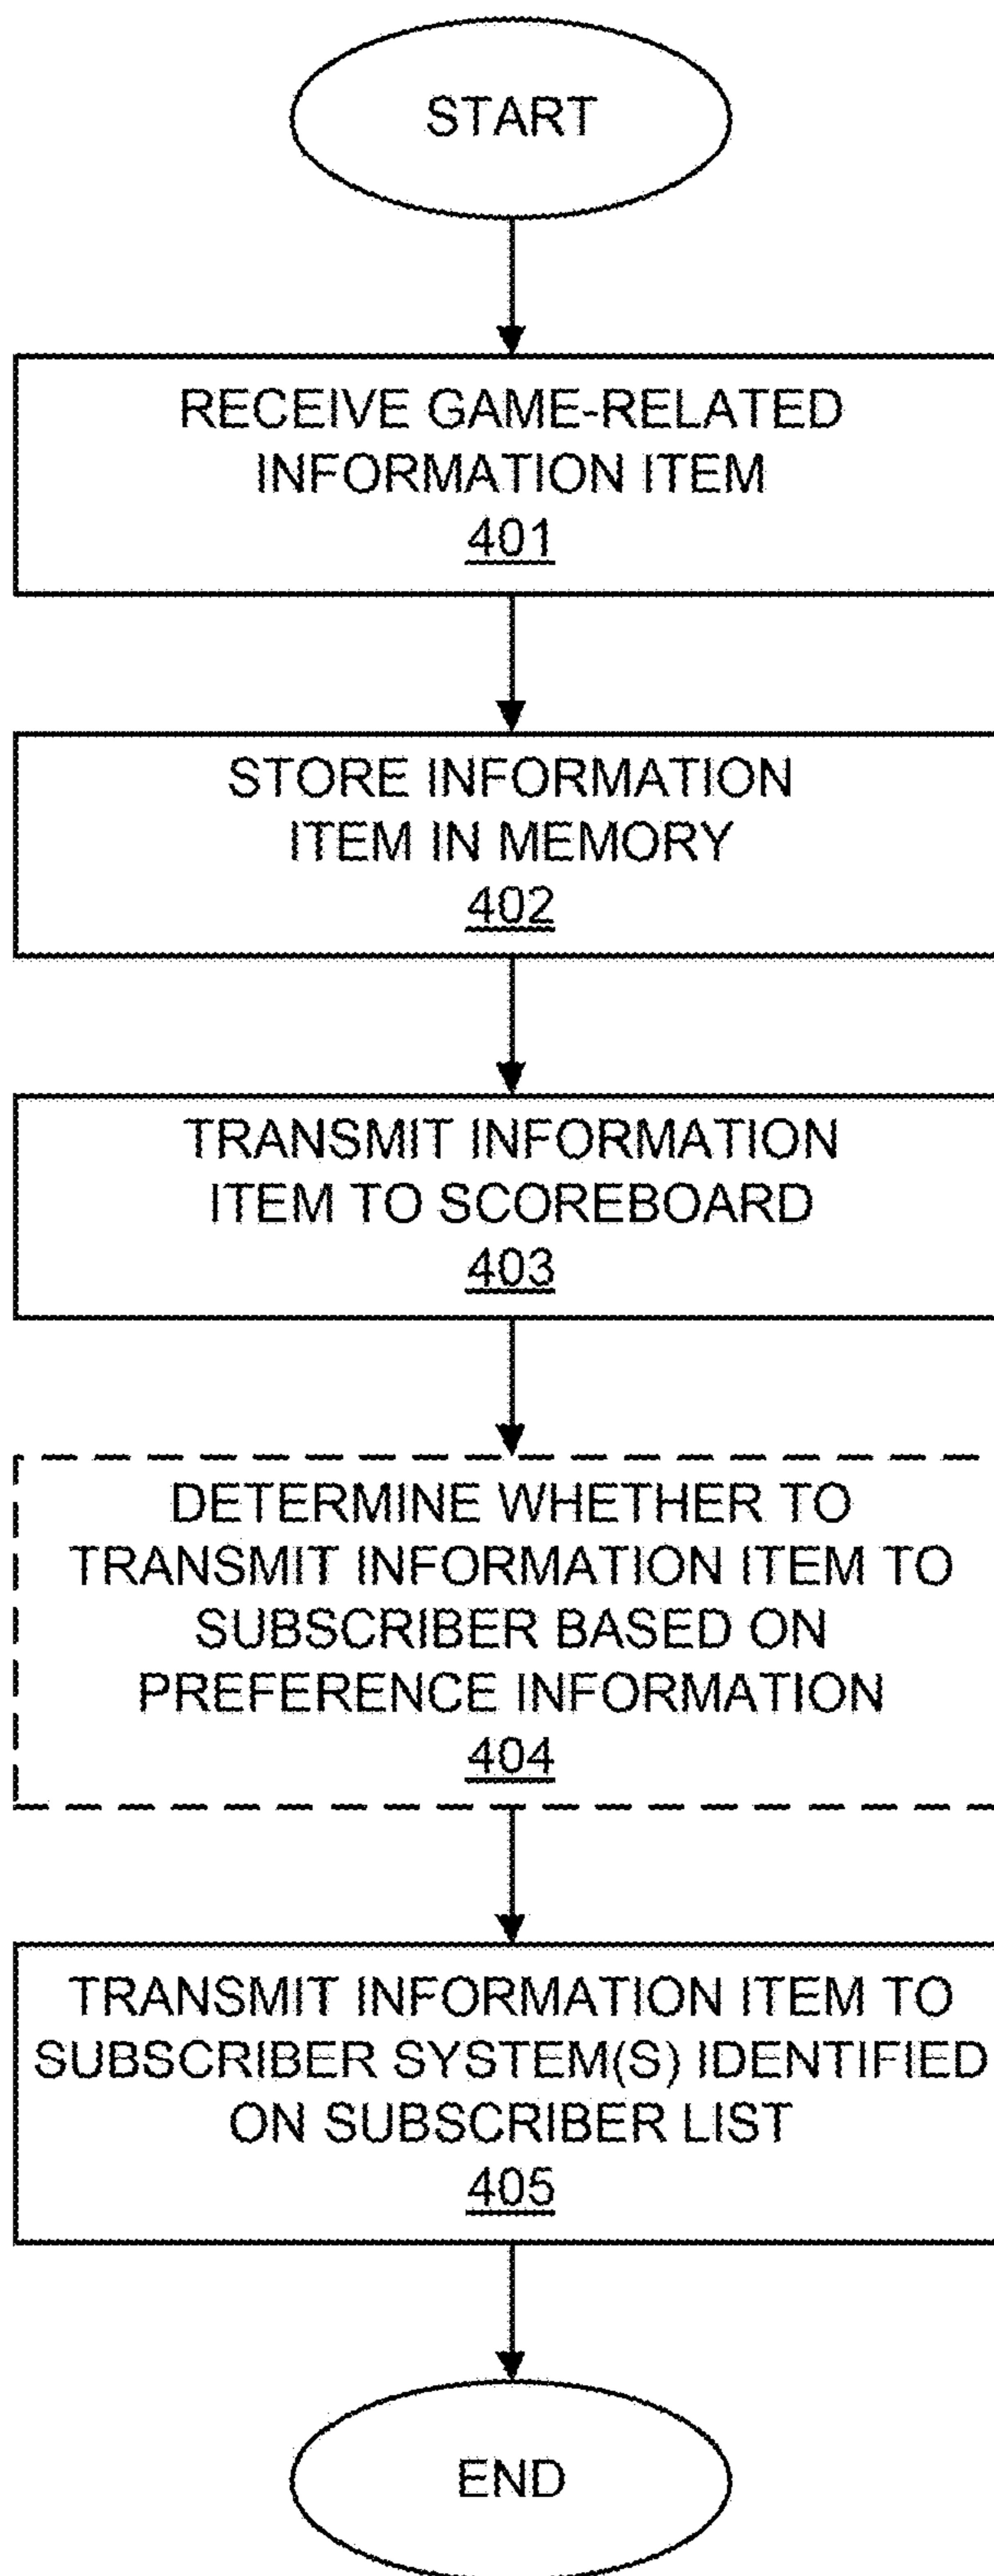 START
RECEIVE GAME-RELATED
INFORMATION ITEM
401
STORE INFORMATION
ITEM IN MEMORY
402
TRANSMIT INFORMATION
ITEM TO SCOREBOARD
403
DETERMINE WHETHER TO
TRANSMIT INFORMATION ITEM TO
SUBSCRIBER BASED ON
PREFERENCE INFORMATION
404
TRANSMIT INFORMATION ITEM TO
SUBSCRIBER SYSTEM(S) IDENTIFIED
ON SUBSCRIBER LIST
405
END